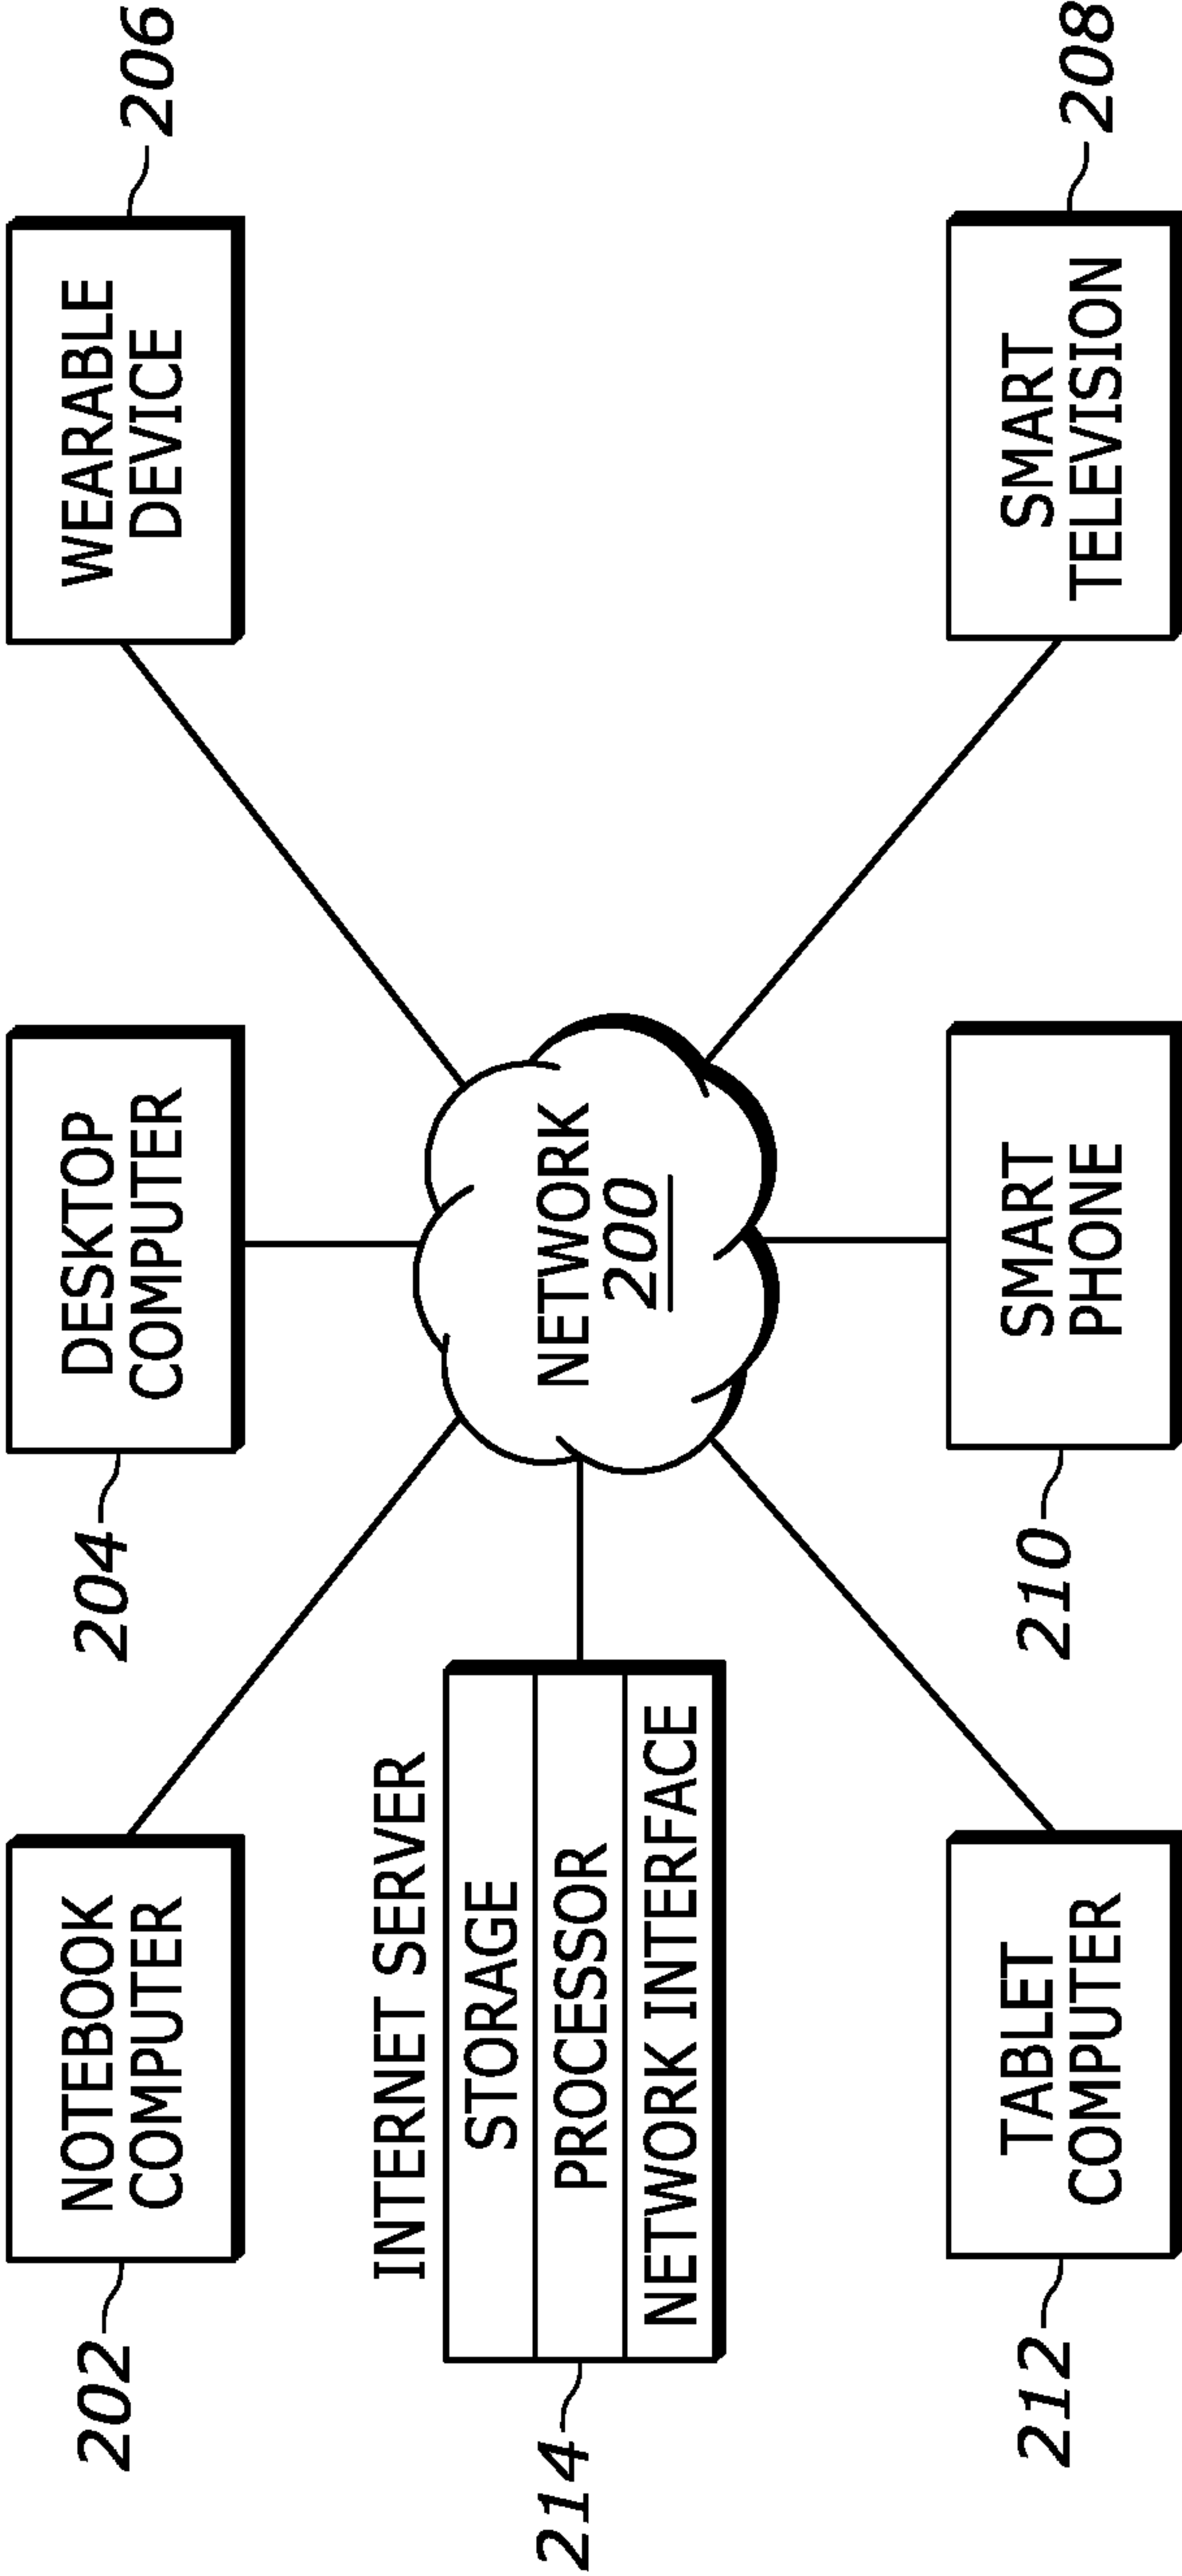 NOTEBOOK
COMPUTER
202
DESKTOP
COMPUTER
204
WEARABLE
DEVICE
206
INTERNET SERVER
STORAGE
PROCESSOR
NETWORK INTERFACE
214
NETWORK
200
TABLET
COMPUTER
212
SMART
PHONE
210
SMART
TELEVISION
208